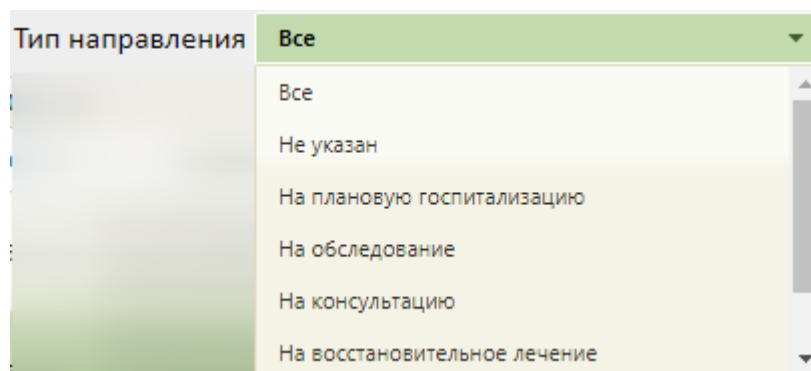 Тип направления Все
Все
Не указан
На плановую госпитализацию
На обследование
На консультацию
На восстановительное лечение